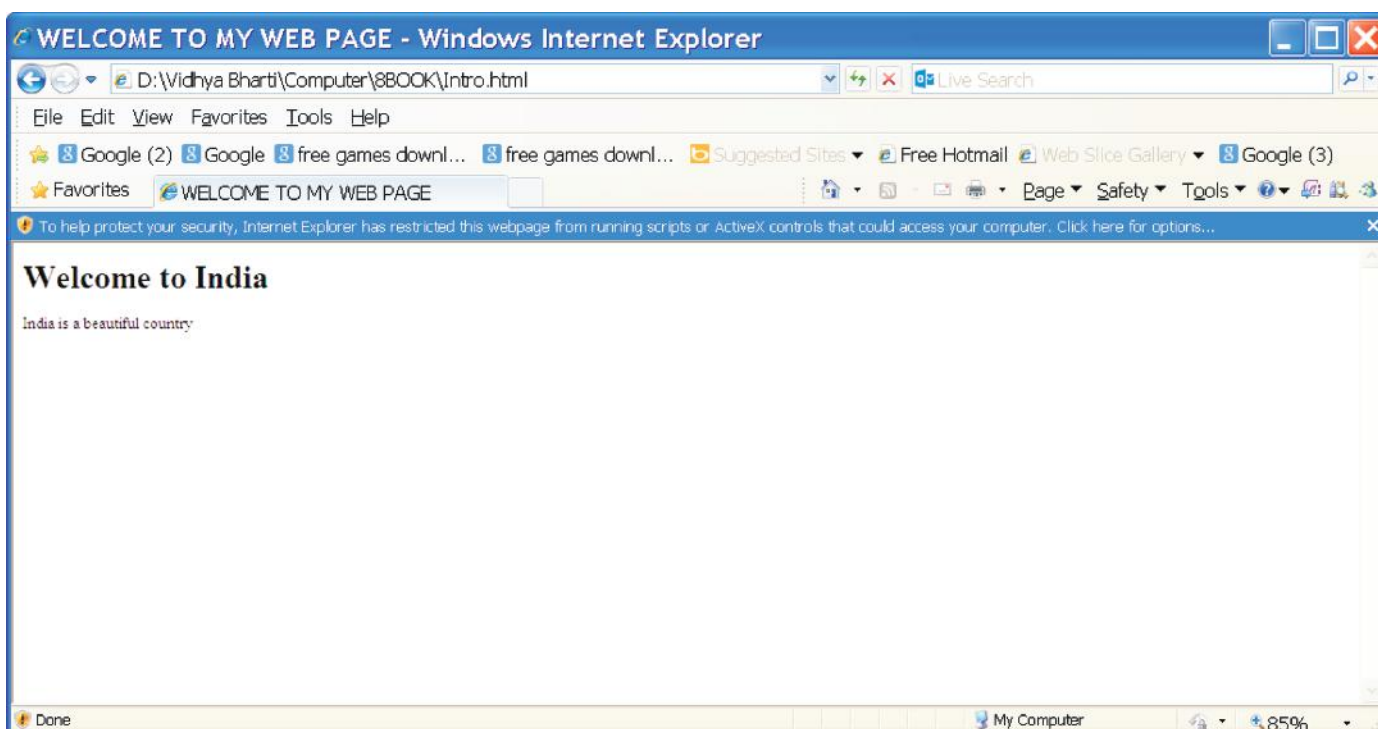 WELCOME TO MY WEB PAGE - Windows Internet Explorer
D:\Vidhya Bharti\Computer\8BOOK\Intro.html Live Search
File Edit View Favorites Tools Help
Google (2) Google free games downl... free games downl... Suggested Sites Free Hotmail Web Slice Gallery Google (3)
Favorites WELCOME TO MY WEB PAGE Page Safety Tools
To help protect your security, Internet Explorer has restricted this webpage from running scripts or ActiveX controls that could access your computer. Click here for options...
Welcome to India
India is a beautiful country
Done My Computer 85%